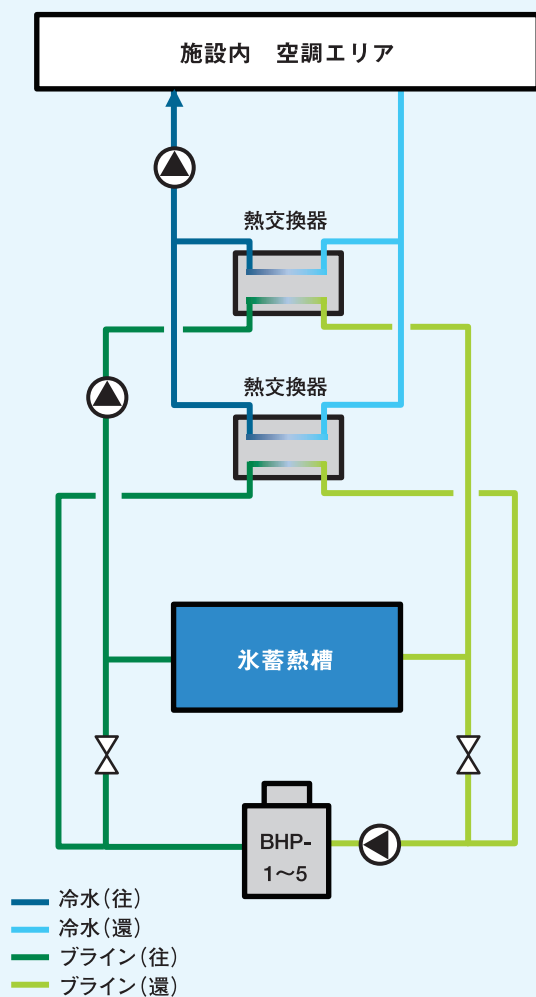 施設内　空調エリア
熱交換器
熱交換器
氷蓄熱槽
BHP-
1～5
冷水（往）
冷水（還）
ブライン（往）
ブライン（還）